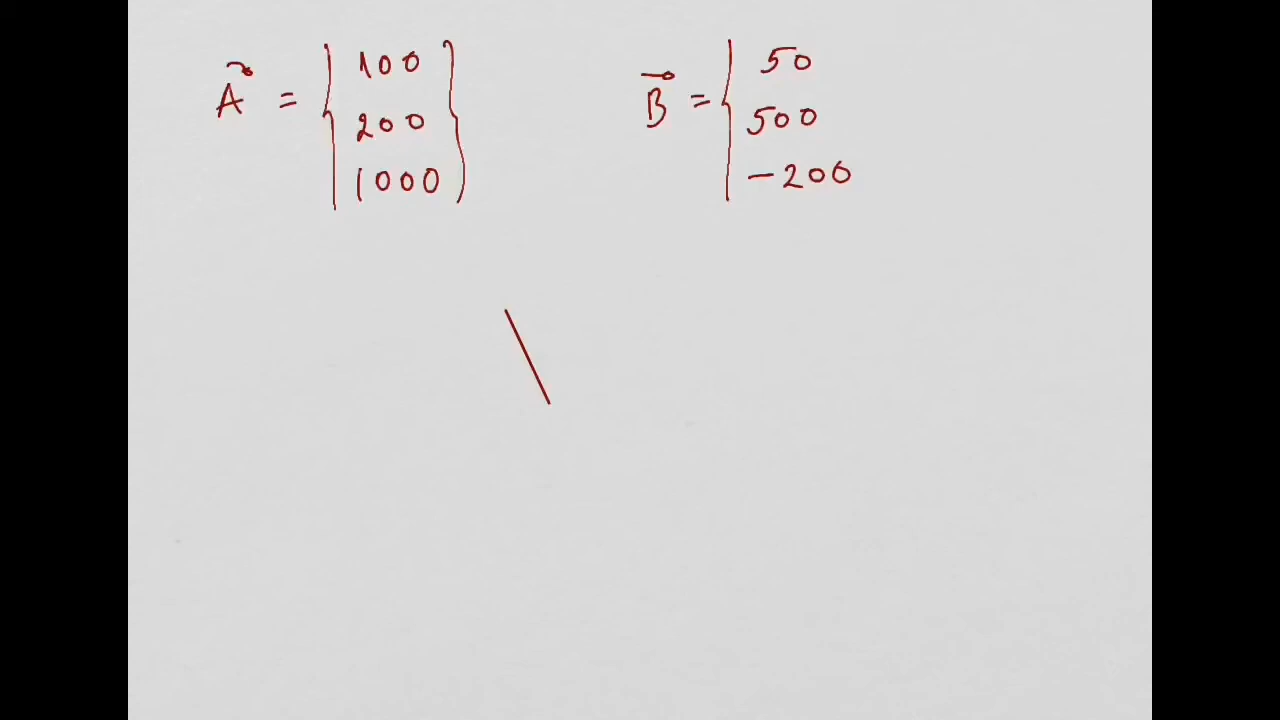 A⃗ = { 100
200
1000 }
B⃗ = { 50
500
-200